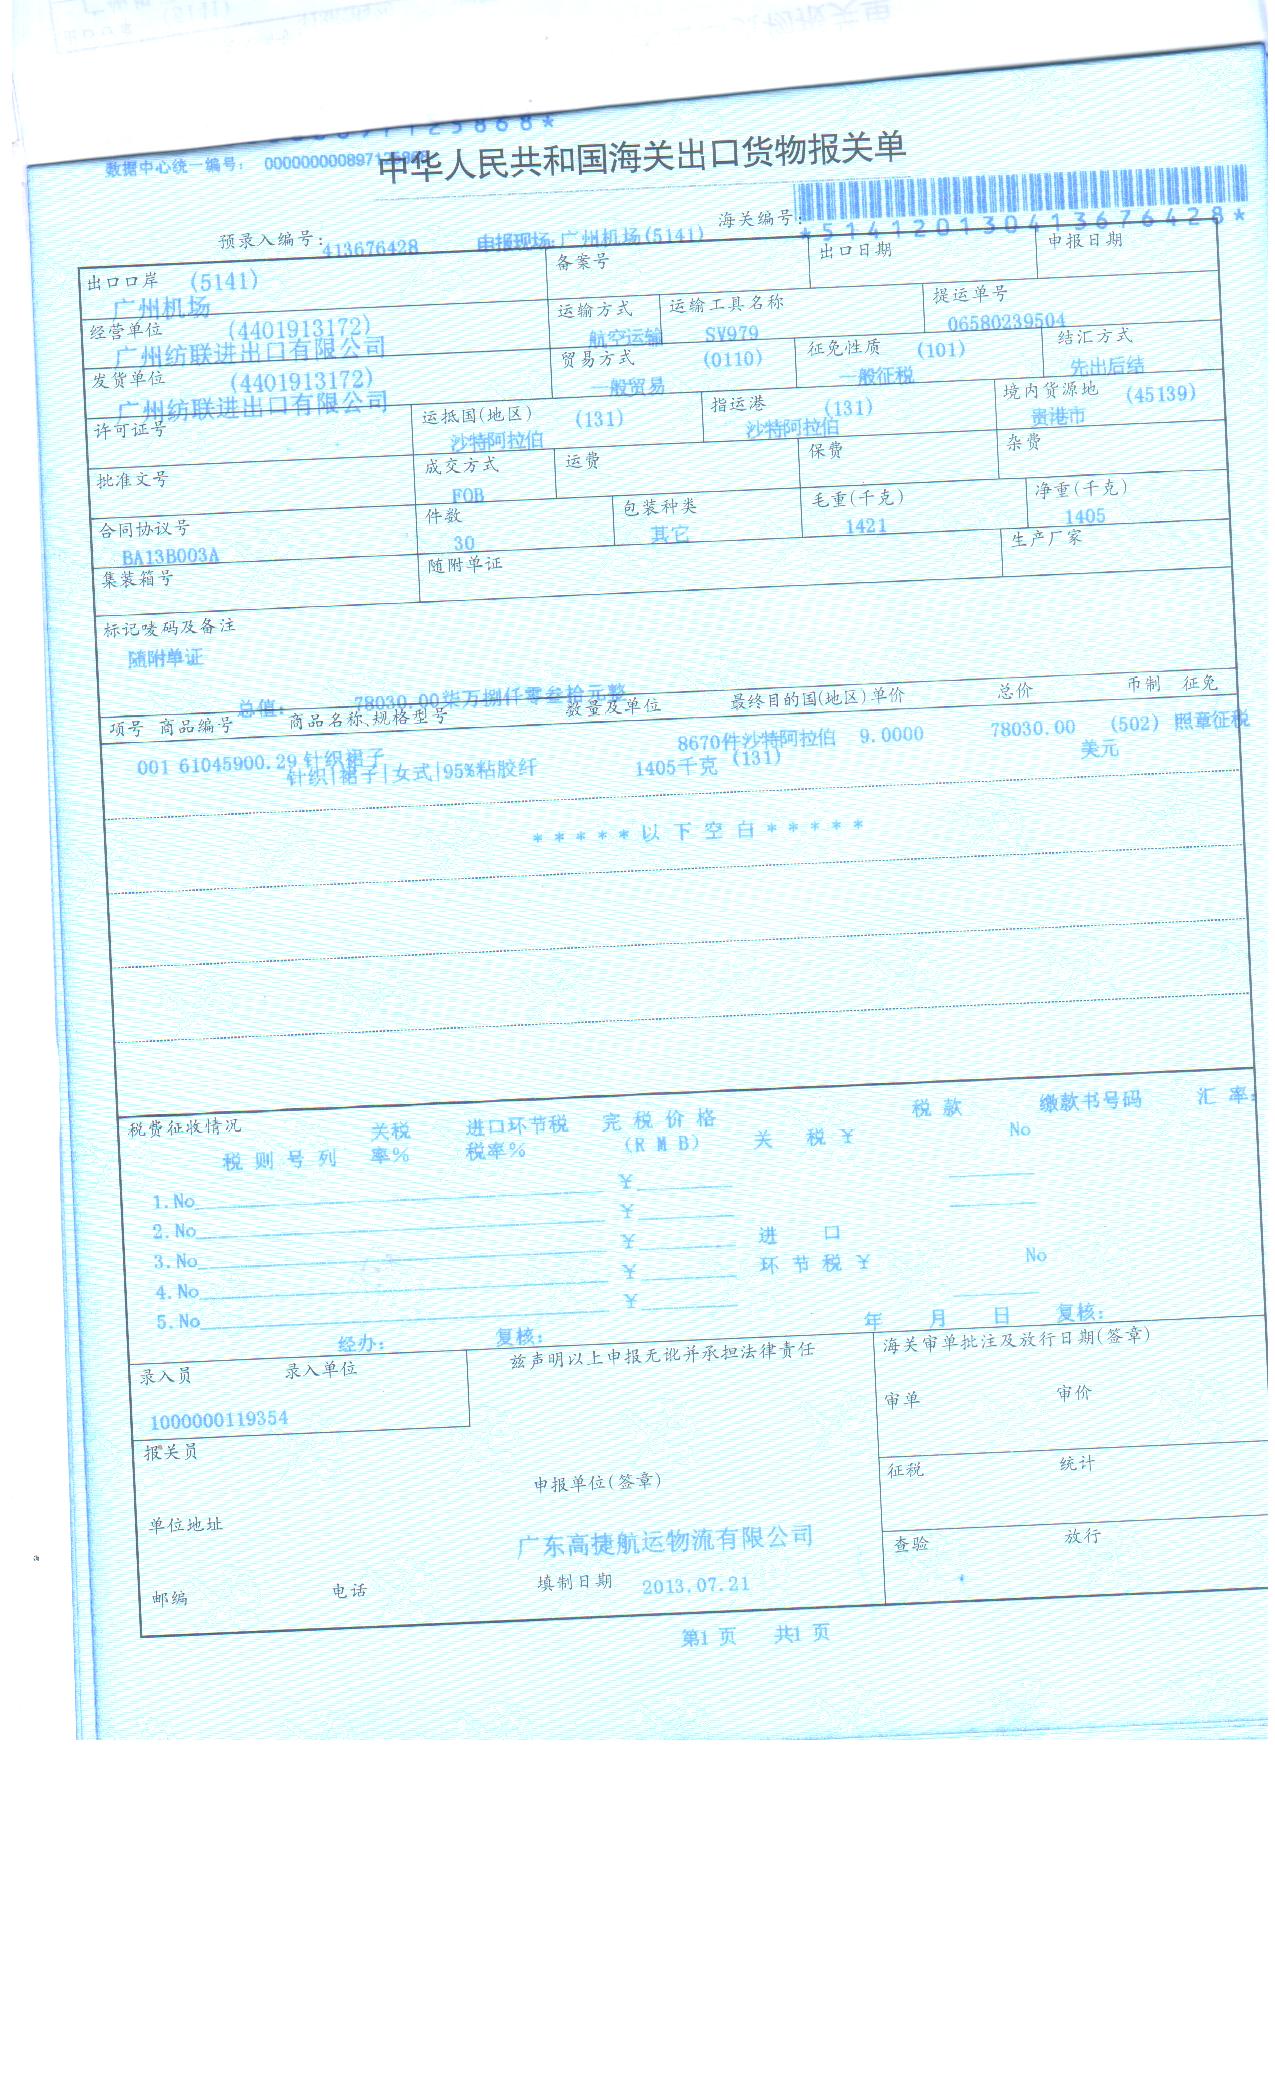 数据中心统一编号： 000000000897125868
中华人民共和国海关出口货物报关单
海关编号：
*514120130413676428*
预录入编号： 413676428 申报现场：广州机场(5141)
出口口岸 (5141) 备案号 出口日期 申报日期
广州机场
经营单位 (4401913172) 运输方式 运输工具名称 提运单号
广州纺联进出口有限公司 航空运输 SV979 06580239504
发货单位 (4401913172) 贸易方式 (0110) 征免性质 (101) 结汇方式
广州纺联进出口有限公司 一般贸易 一般征税 先出后结
许可证号 运抵国(地区) (131) 指运港 (131) 境内货源地 (45139)
沙特阿拉伯 沙特阿拉伯 贵港市
批准文号 成交方式 运费 保费 杂费
FOB
合同协议号 件数 包装种类 毛重(千克) 净重(千克)
BA13B003A 30 其它 1421 1405
集装箱号 随附单证 生产厂家
标记唛码及备注
随附单证
总值： 78030.00柒万捌仟零叁拾元整
项号 商品编号 商品名称、规格型号 数量及单位 最终目的国(地区) 单价 总价 币制 征免
001 61045900.29 针织裙子 8670件沙特阿拉伯 9.0000 78030.00 (502) 照章征税
针织|裙子|女式|95%粘胶纤 1405千克 (131) 美元
*****以下空白*****
税费征收情况 关税 进口环节税 完税价格 税款 缴款书号码 汇率：
税则号列 率% 税率% (RMB) 关 税￥ No
1.No ￥
2.No ￥
3.No ￥ 进 口
4.No ￥ 环节税￥ No
5.No ￥
经办： 复核： 年 月 日 复核：
录入员 录入单位 兹声明以上申报无讹并承担法律责任 海关审单批注及放行日期(签章)
1000000119354 审单 审价
报关员
申报单位(签章) 征税 统计
单位地址
广东高捷航运物流有限公司 查验 放行
邮编 电话 填制日期 2013.07.21
第1 页 共1 页